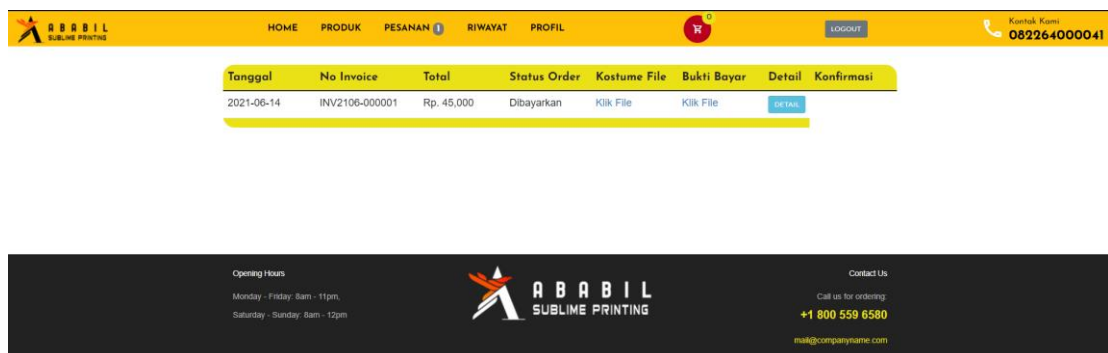 ABABIL
SUBLIME PRINTING
HOME PRODUK PESANAN 1 RIWAYAT PROFIL
0
LOGOUT
Kontak Kami
082264000041
Tanggal No Invoice Total Status Order Kostume File Bukti Bayar Detail Konfirmasi
2021-06-14 INV2106-000001 Rp. 45,000 Dibayarkan Klik File Klik File DETAIL
Opening Hours
Monday - Friday: 8am - 11pm,
Saturday - Sunday: 8am - 12pm
ABABIL
SUBLIME PRINTING
Contact Us
Call us for ordering:
+1 800 559 6580
mail@companyname.com